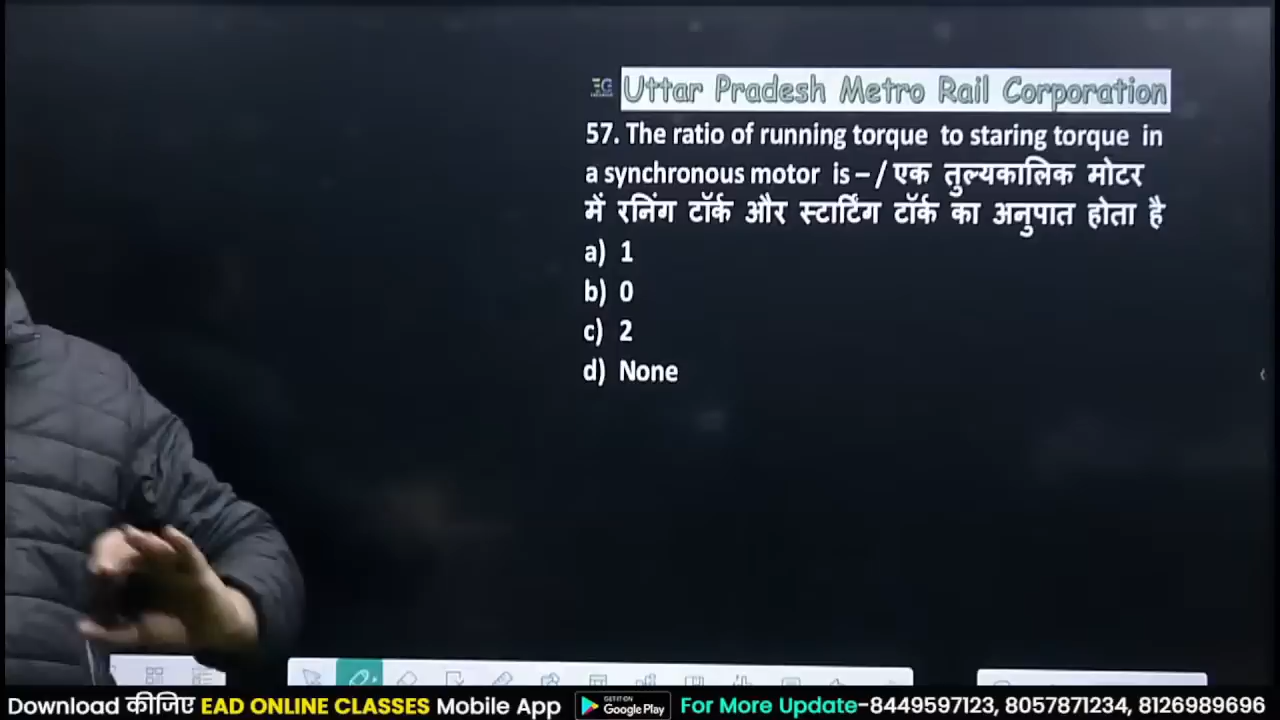 Uttar Pradesh Metro Rail Corporation
57. The ratio of running torque to staring torque in
a synchronous motor is – / एक तुल्यकालिक मोटर
में रनिंग टॉर्क और स्टार्टिंग टॉर्क का अनुपात होता है
a) 1
b) 0
c) 2
d) None
Download कीजिए EAD ONLINE CLASSES Mobile App GET IT ON Google Play For More Update-8449597123, 8057871234, 8126989696